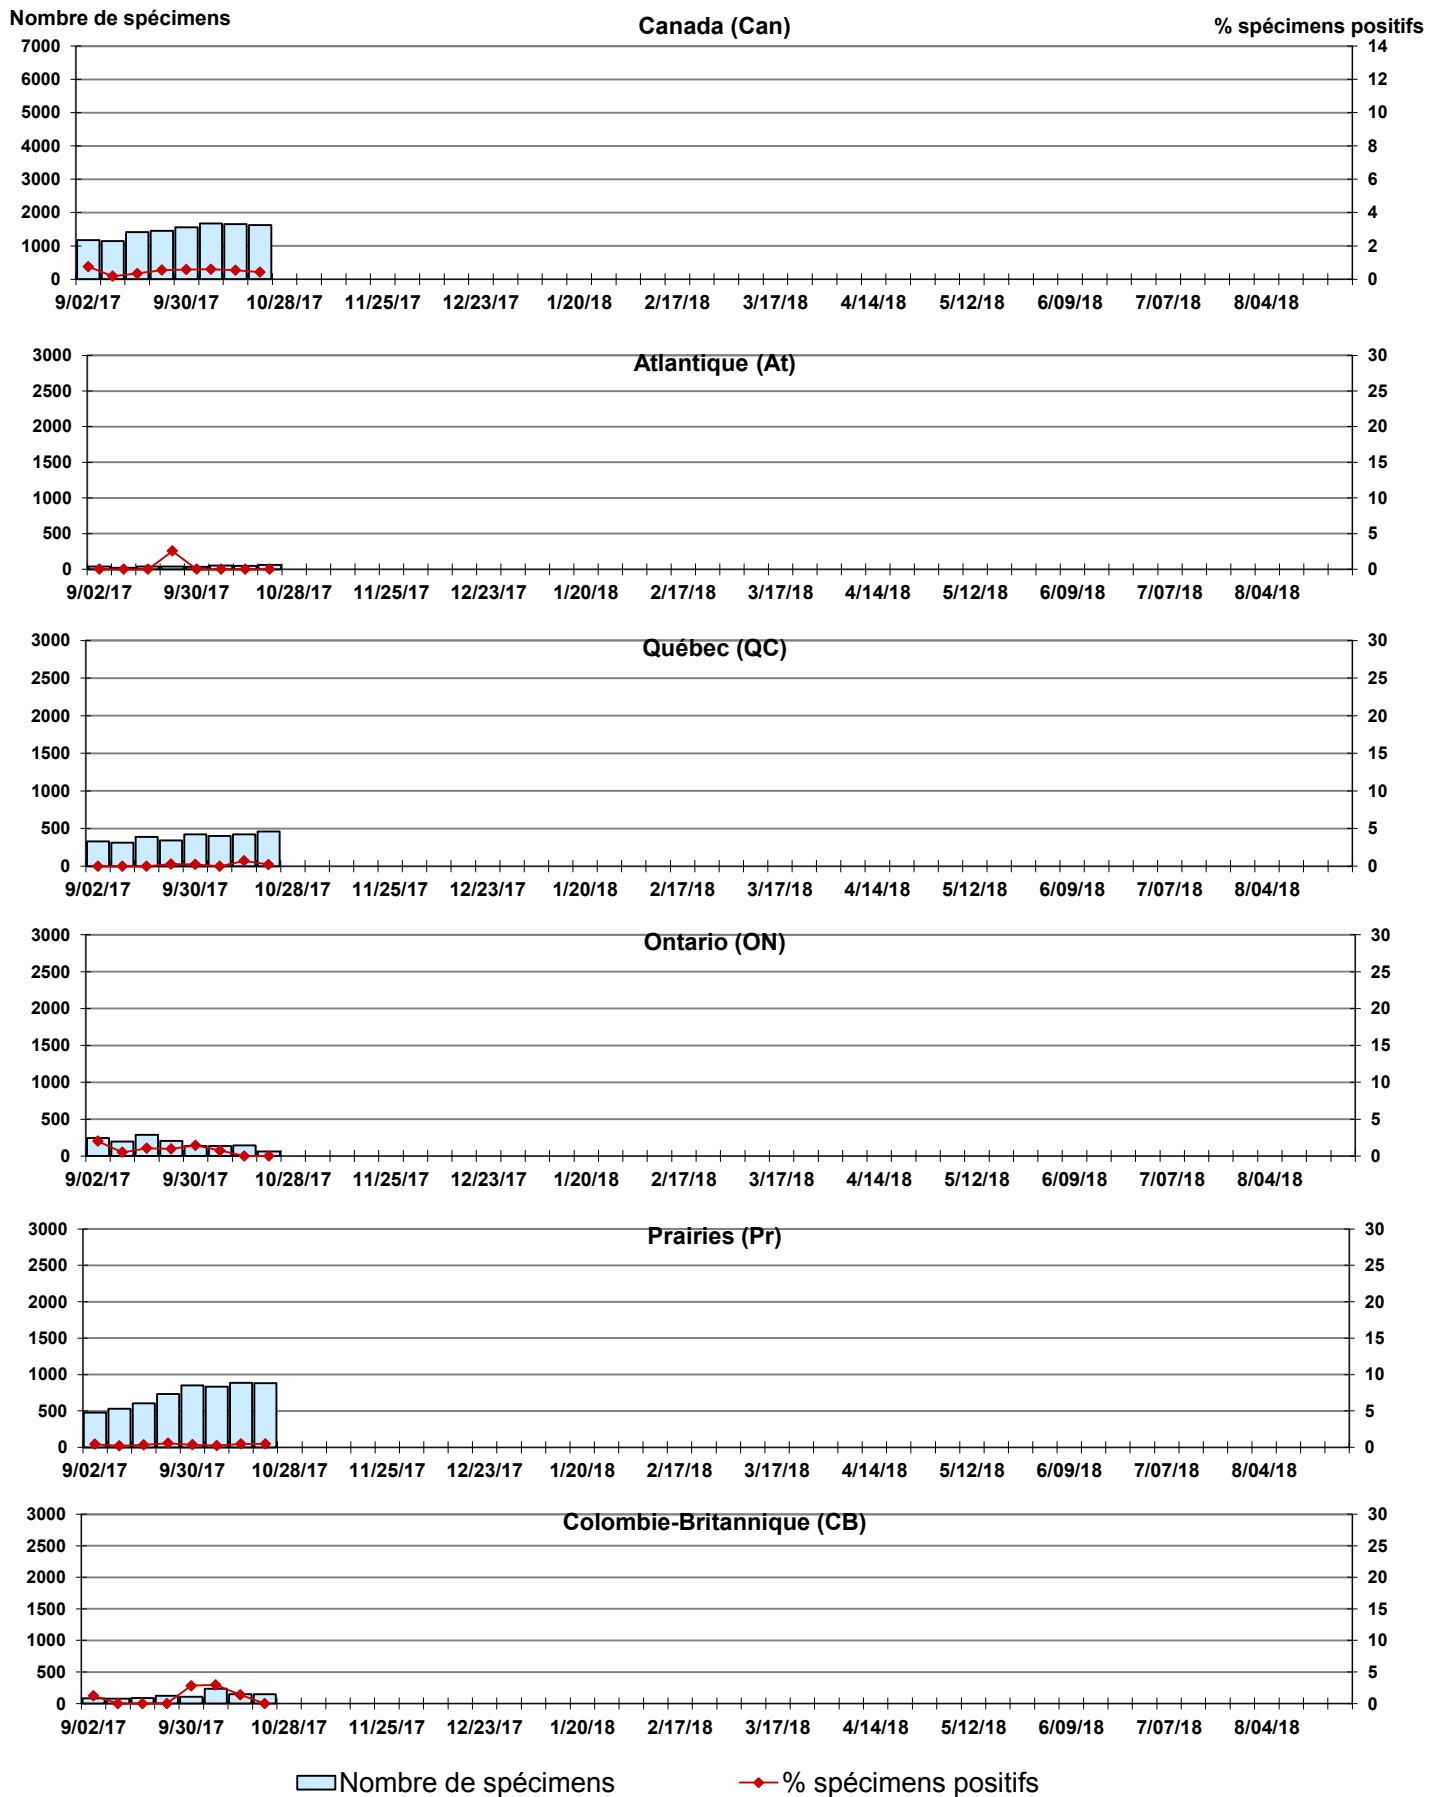 Nombre de spécimens
Canada (Can)
% spécimens positifs
7000 14
6000 12
5000 10
4000 8
3000 6
2000 4
1000 2
0 0
9/02/17 9/30/17 10/28/17 11/25/17 12/23/17 1/20/18 2/17/18 3/17/18 4/14/18 5/12/18 6/09/18 7/07/18 8/04/18
Atlantique (At)
3000 30
2500 25
2000 20
1500 15
1000 10
500 5
0 0
9/02/17 9/30/17 10/28/17 11/25/17 12/23/17 1/20/18 2/17/18 3/17/18 4/14/18 5/12/18 6/09/18 7/07/18 8/04/18
Québec (QC)
3000 30
2500 25
2000 20
1500 15
1000 10
500 5
0 0
9/02/17 9/30/17 10/28/17 11/25/17 12/23/17 1/20/18 2/17/18 3/17/18 4/14/18 5/12/18 6/09/18 7/07/18 8/04/18
Ontario (ON)
3000 30
2500 25
2000 20
1500 15
1000 10
500 5
0 0
9/02/17 9/30/17 10/28/17 11/25/17 12/23/17 1/20/18 2/17/18 3/17/18 4/14/18 5/12/18 6/09/18 7/07/18 8/04/18
Prairies (Pr)
3000 30
2500 25
2000 20
1500 15
1000 10
500 5
0 0
9/02/17 9/30/17 10/28/17 11/25/17 12/23/17 1/20/18 2/17/18 3/17/18 4/14/18 5/12/18 6/09/18 7/07/18 8/04/18
Colombie-Britannique (CB)
3000 30
2500 25
2000 20
1500 15
1000 10
500 5
0 0
9/02/17 9/30/17 10/28/17 11/25/17 12/23/17 1/20/18 2/17/18 3/17/18 4/14/18 5/12/18 6/09/18 7/07/18 8/04/18
Nombre de spécimens % spécimens positifs